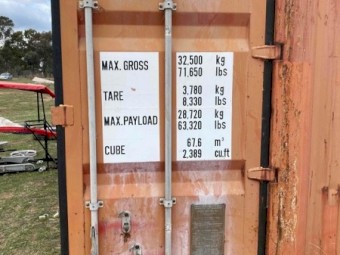 MAX. GROSS 32,500 kg
71,650 lbs
TARE 3,780 kg
8,330 lbs
MAX.PAYLOAD 28,720 kg
63,320 lbs
CUBE 67.6 m³
2.389 cu.ft